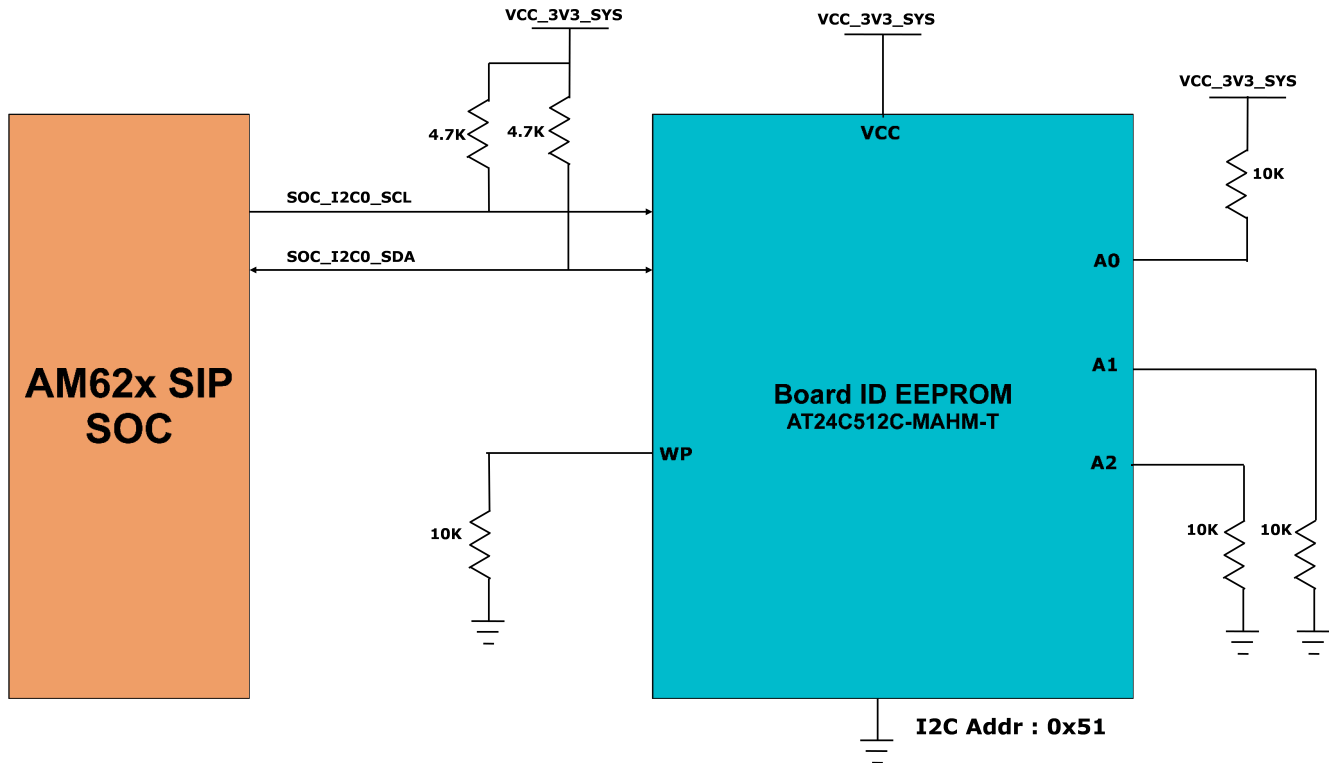 VCC_3V3_SYS
VCC_3V3_SYS
VCC_3V3_SYS
4.7K
4.7K
VCC
10K
SOC_I2C0_SCL
SOC_I2C0_SDA
A0
A1
AM62x SIP
SOC
Board ID EEPROM
AT24C512C-MAHM-T
WP
A2
10K
10K
10K
I2C Addr : 0x51